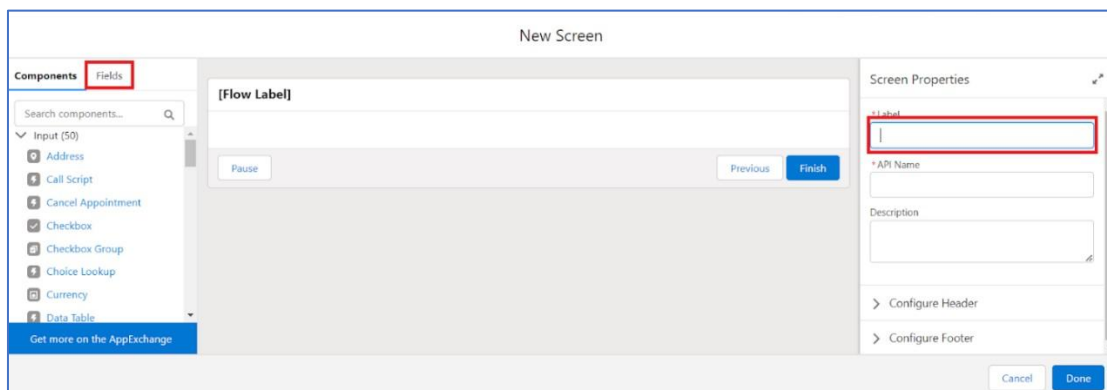 New Screen
Components Fields
Search components...
Input (50)
Address
Call Script
Cancel Appointment
Checkbox
Checkbox Group
Choice Lookup
Currency
Data Table
Get more on the AppExchange
[Flow Label]
Pause Previous Finish
Screen Properties
*Label
*API Name
Description
Configure Header
Configure Footer
Cancel Done